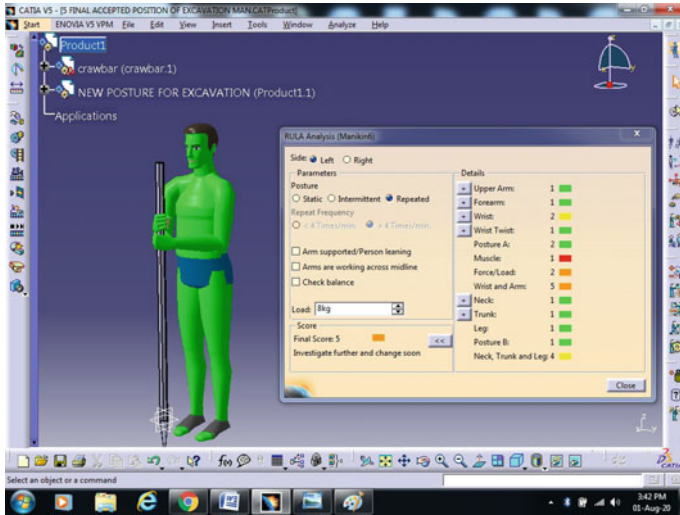 CATIA V5 - [5 FINAL ACCEPTED POSITION OF EXCAVATION MAN.CATProduct]
Start ENOVIA V5 VPM File Edit View Insert Tools Window Analyze Help
Product1
crawbar (crawbar.1)
NEW POSTURE FOR EXCAVATION (Product1.1)
Applications
RULA Analysis (Manikin6)
X
Side: Left Right
Parameters
Posture
Static Intermittent Repeated
Repeat Frequency
< 4 Times/min. > 4 Times/min.
Arm supported/Person leaning
Arms are working across midline
Check balance
Load: 8kg
Score
Final Score: 5
<<
Investigate further and change soon
Details
+ Upper Arm: 1
+ Forearm: 1
+ Wrist: 2
+ Wrist Twist: 1
Posture A: 2
Muscle: 1
Force/Load: 2
Wrist and Arm: 5
+ Neck: 1
+ Trunk: 1
Leg: 1
Posture B: 1
Neck, Trunk and Leg: 4
Close
z
f(x)
Select an object or a command
3:42 PM
01-Aug-20